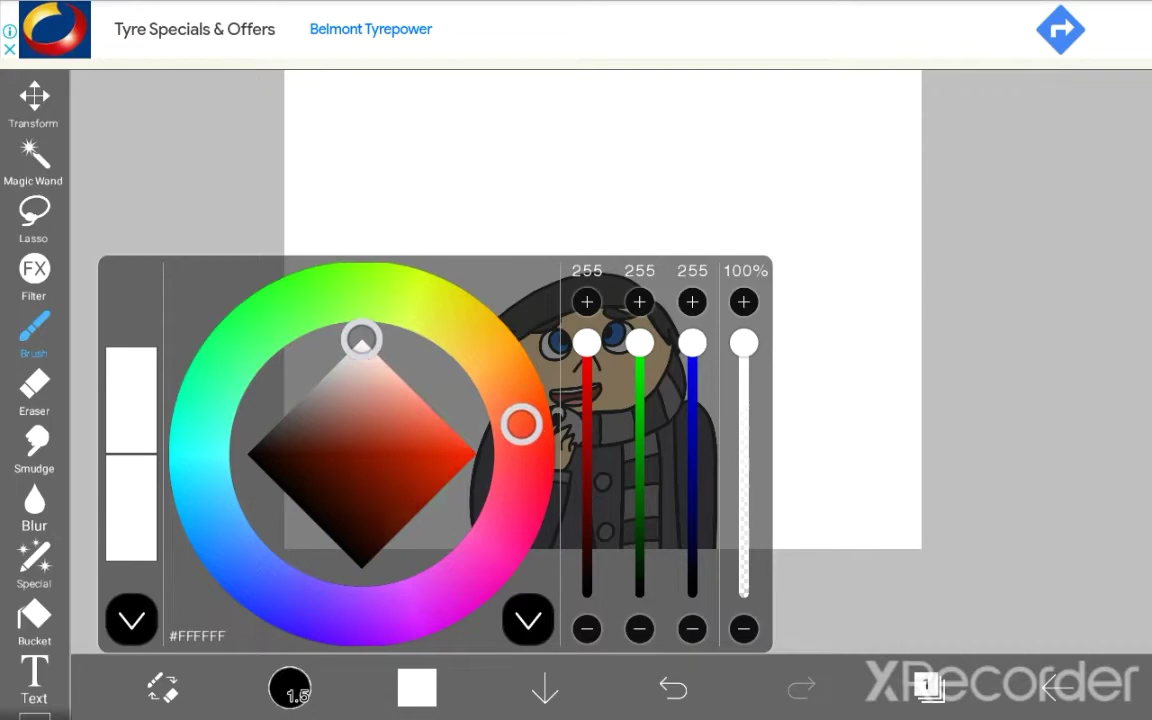 Tyre Specials & Offers
Belmont Tyrepower
Transform
Magic Wand
Lasso
FX
Filter
Brush
Eraser
Smudge
Blur
Special
Bucket
T
Text
255 255 255 100%
#FFFFFF
1.5
1
XRecorder